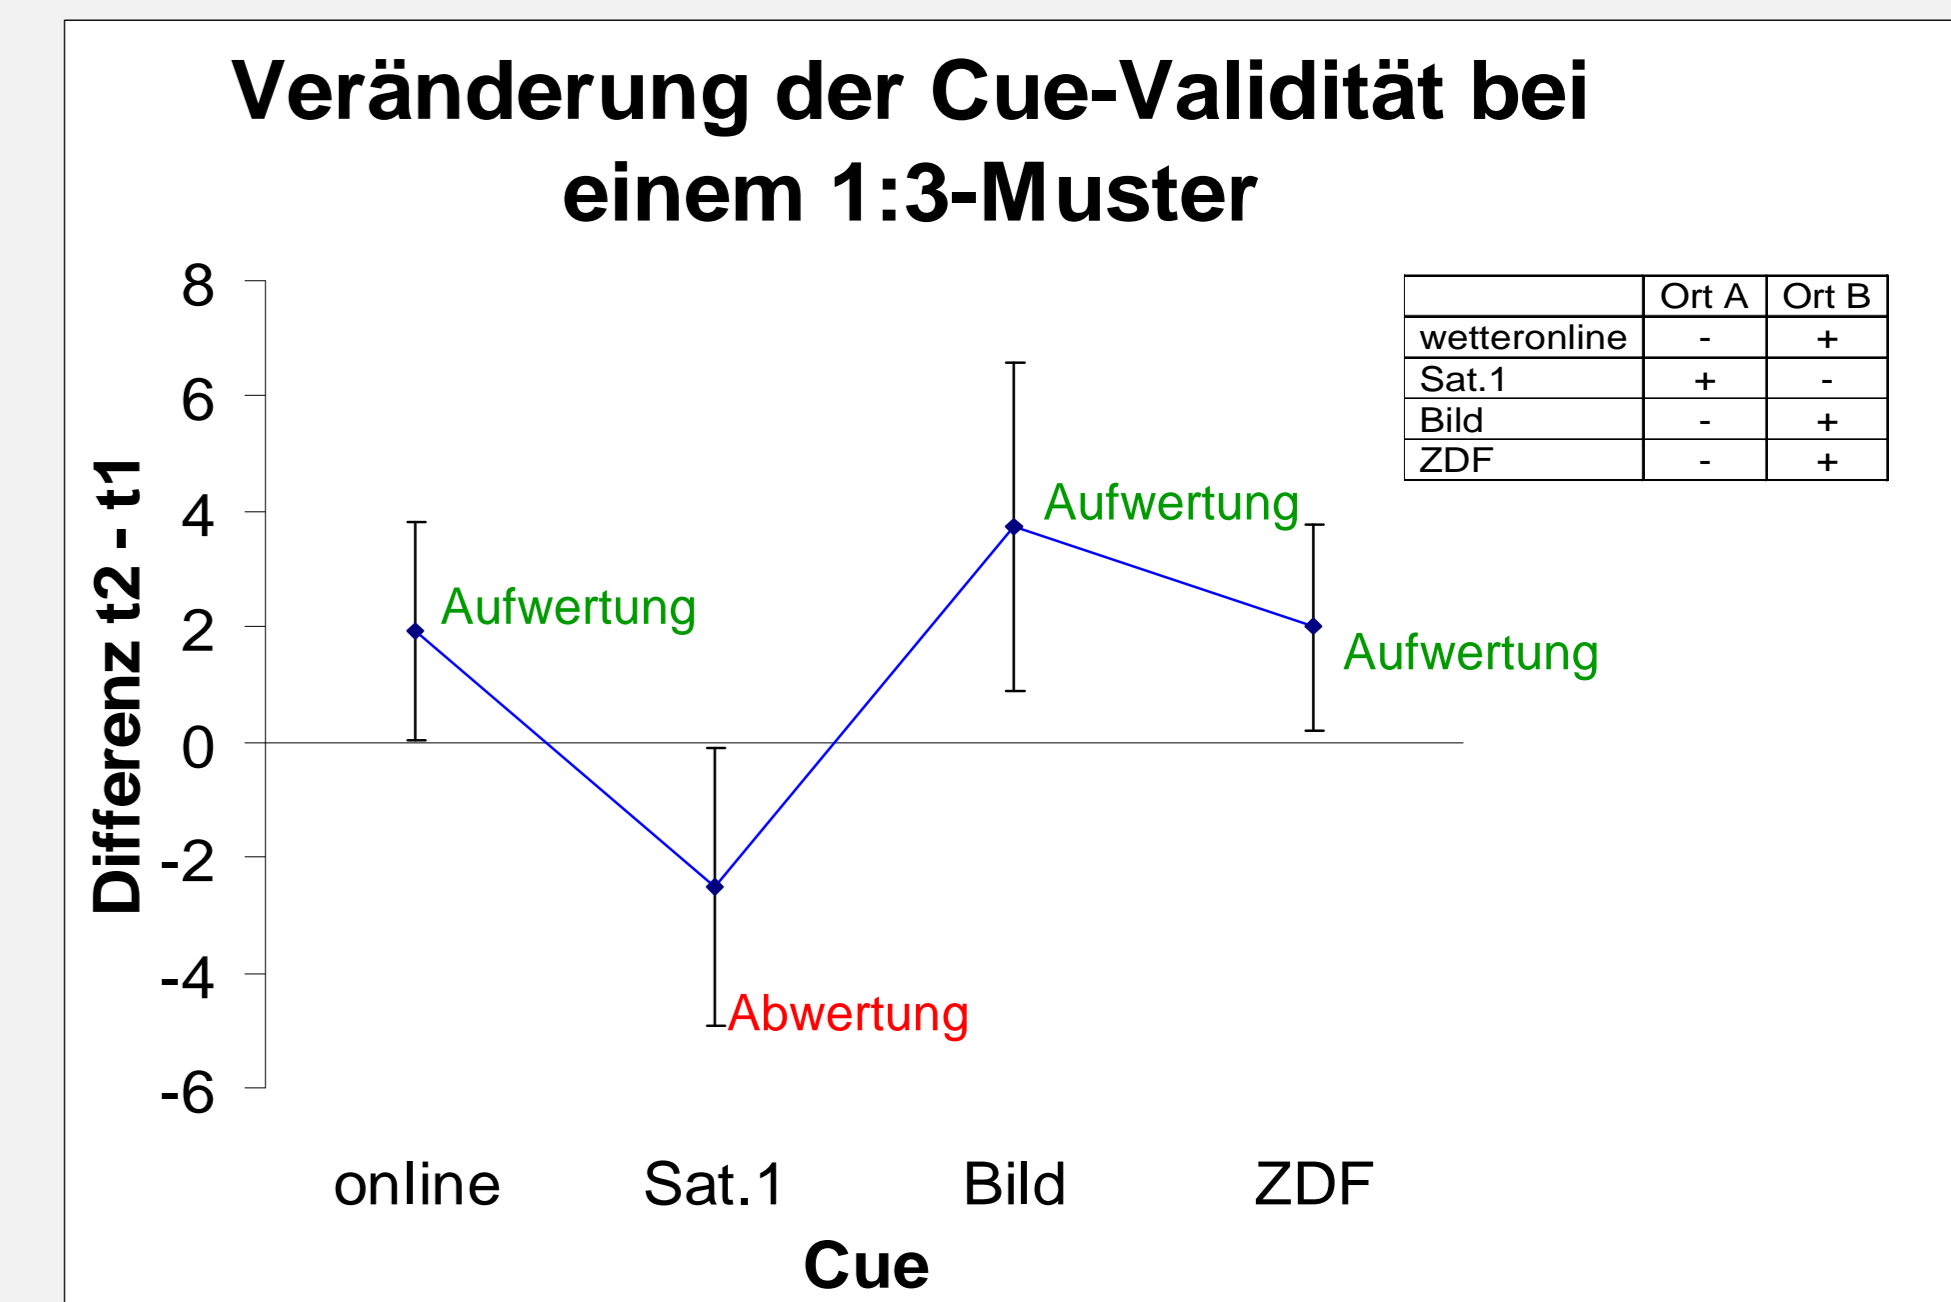 Veränderung der Cue-Validität bei
einem 1:3-Muster
8
6
4
2
0
-2
-4
-6
Differenz t2 - t1
Aufwertung
Abwertung
Aufwertung
Aufwertung
Ort A Ort B
wetteronline - +
Sat.1 + -
Bild - +
ZDF - +
online Sat.1 Bild ZDF
Cue